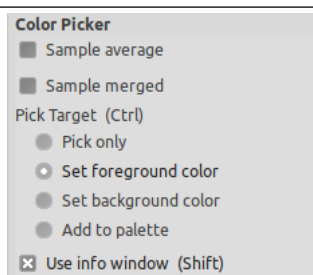 Color Picker
Sample average
Sample merged
Pick Target (Ctrl)
Pick only
Set foreground color
Set background color
Add to palette
Use info window (Shift)